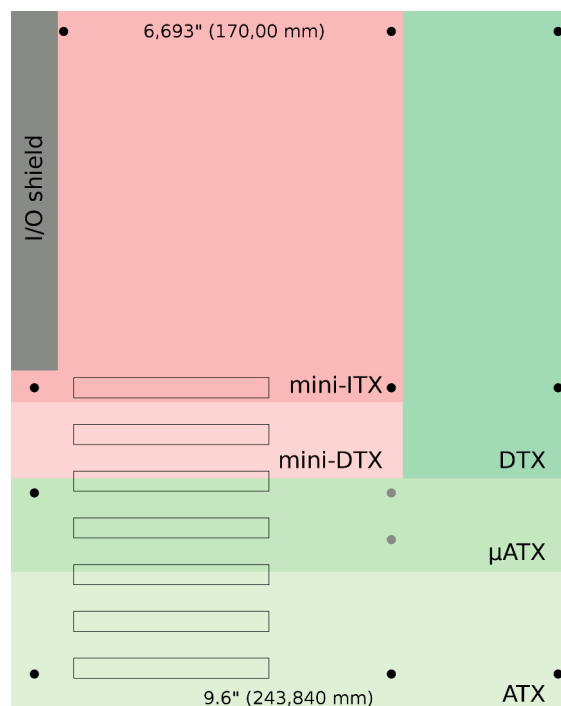 6,693" (170,00 mm)
I/O shield
mini-ITX
mini-DTX
DTX
μATX
9.6" (243,840 mm)
ATX